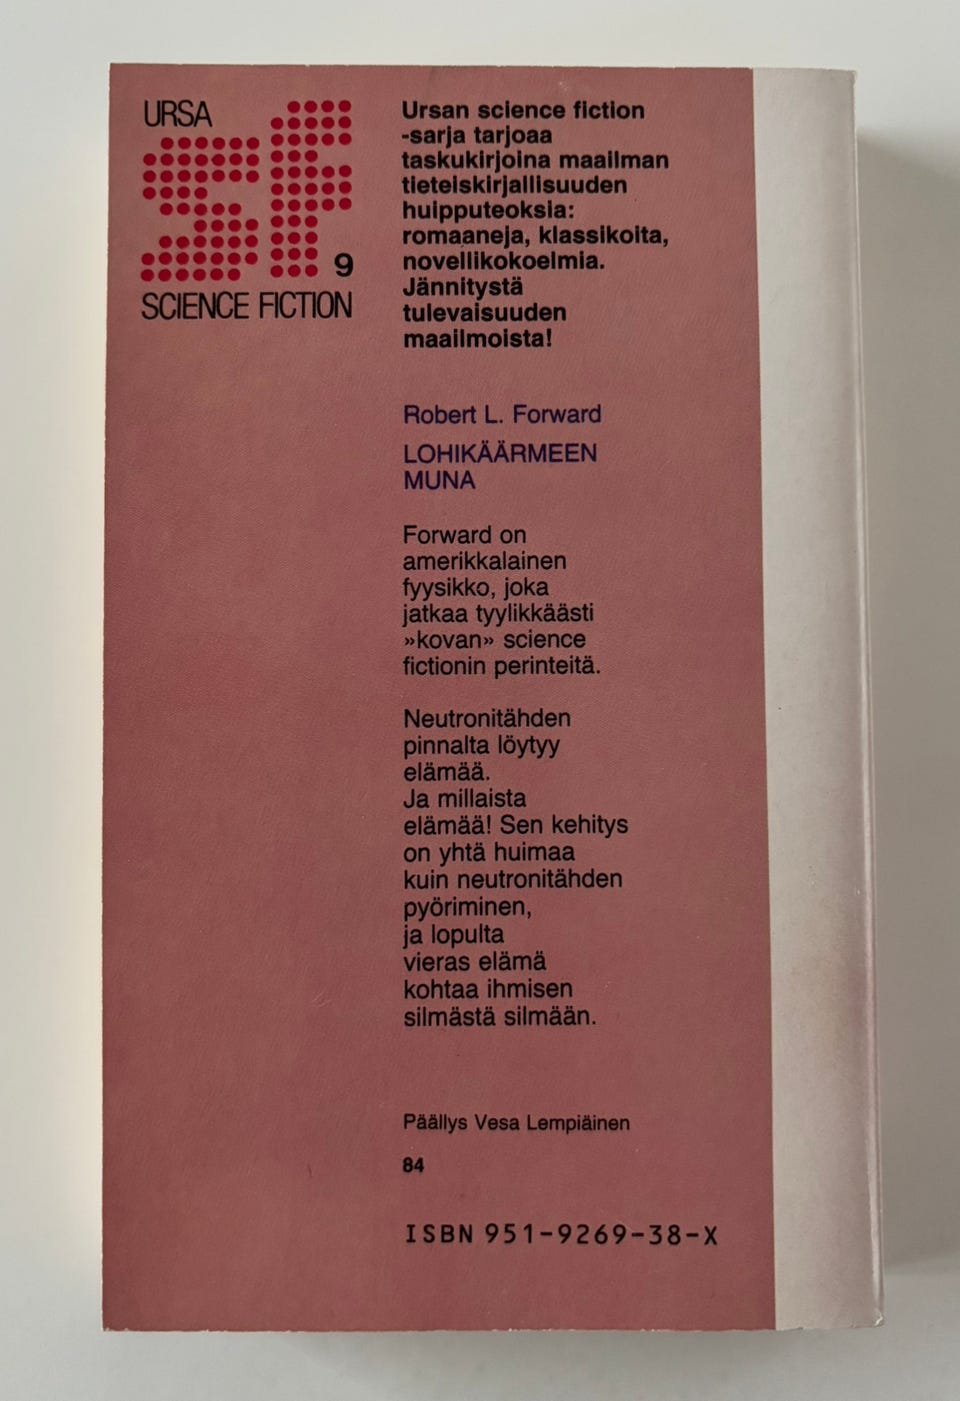 URSA
sf
9
SCIENCE FICTION
Ursan science fiction
-sarja tarjoaa
taskukirjoina maailman
tieteiskirjallisuuden
huipputeoksia:
romaaneja, klassikoita,
novellikokoelmia.
Jännitystä
tulevaisuuden
maailmoista!
Robert L. Forward
LOHIKÄÄRMEEN
MUNA
Forward on
amerikkalainen
fyysikko, joka
jatkaa tyylikkäästi
»kovan» science
fictionin perinteitä.
Neutronitähden
pinnalta löytyy
elämää.
Ja millaista
elämää! Sen kehitys
on yhtä huimaa
kuin neutronitähden
pyöriminen,
ja lopulta
vieras elämä
kohtaa ihmisen
silmästä silmään.
Päällys Vesa Lempiäinen
84
ISBN 951-9269-38-X